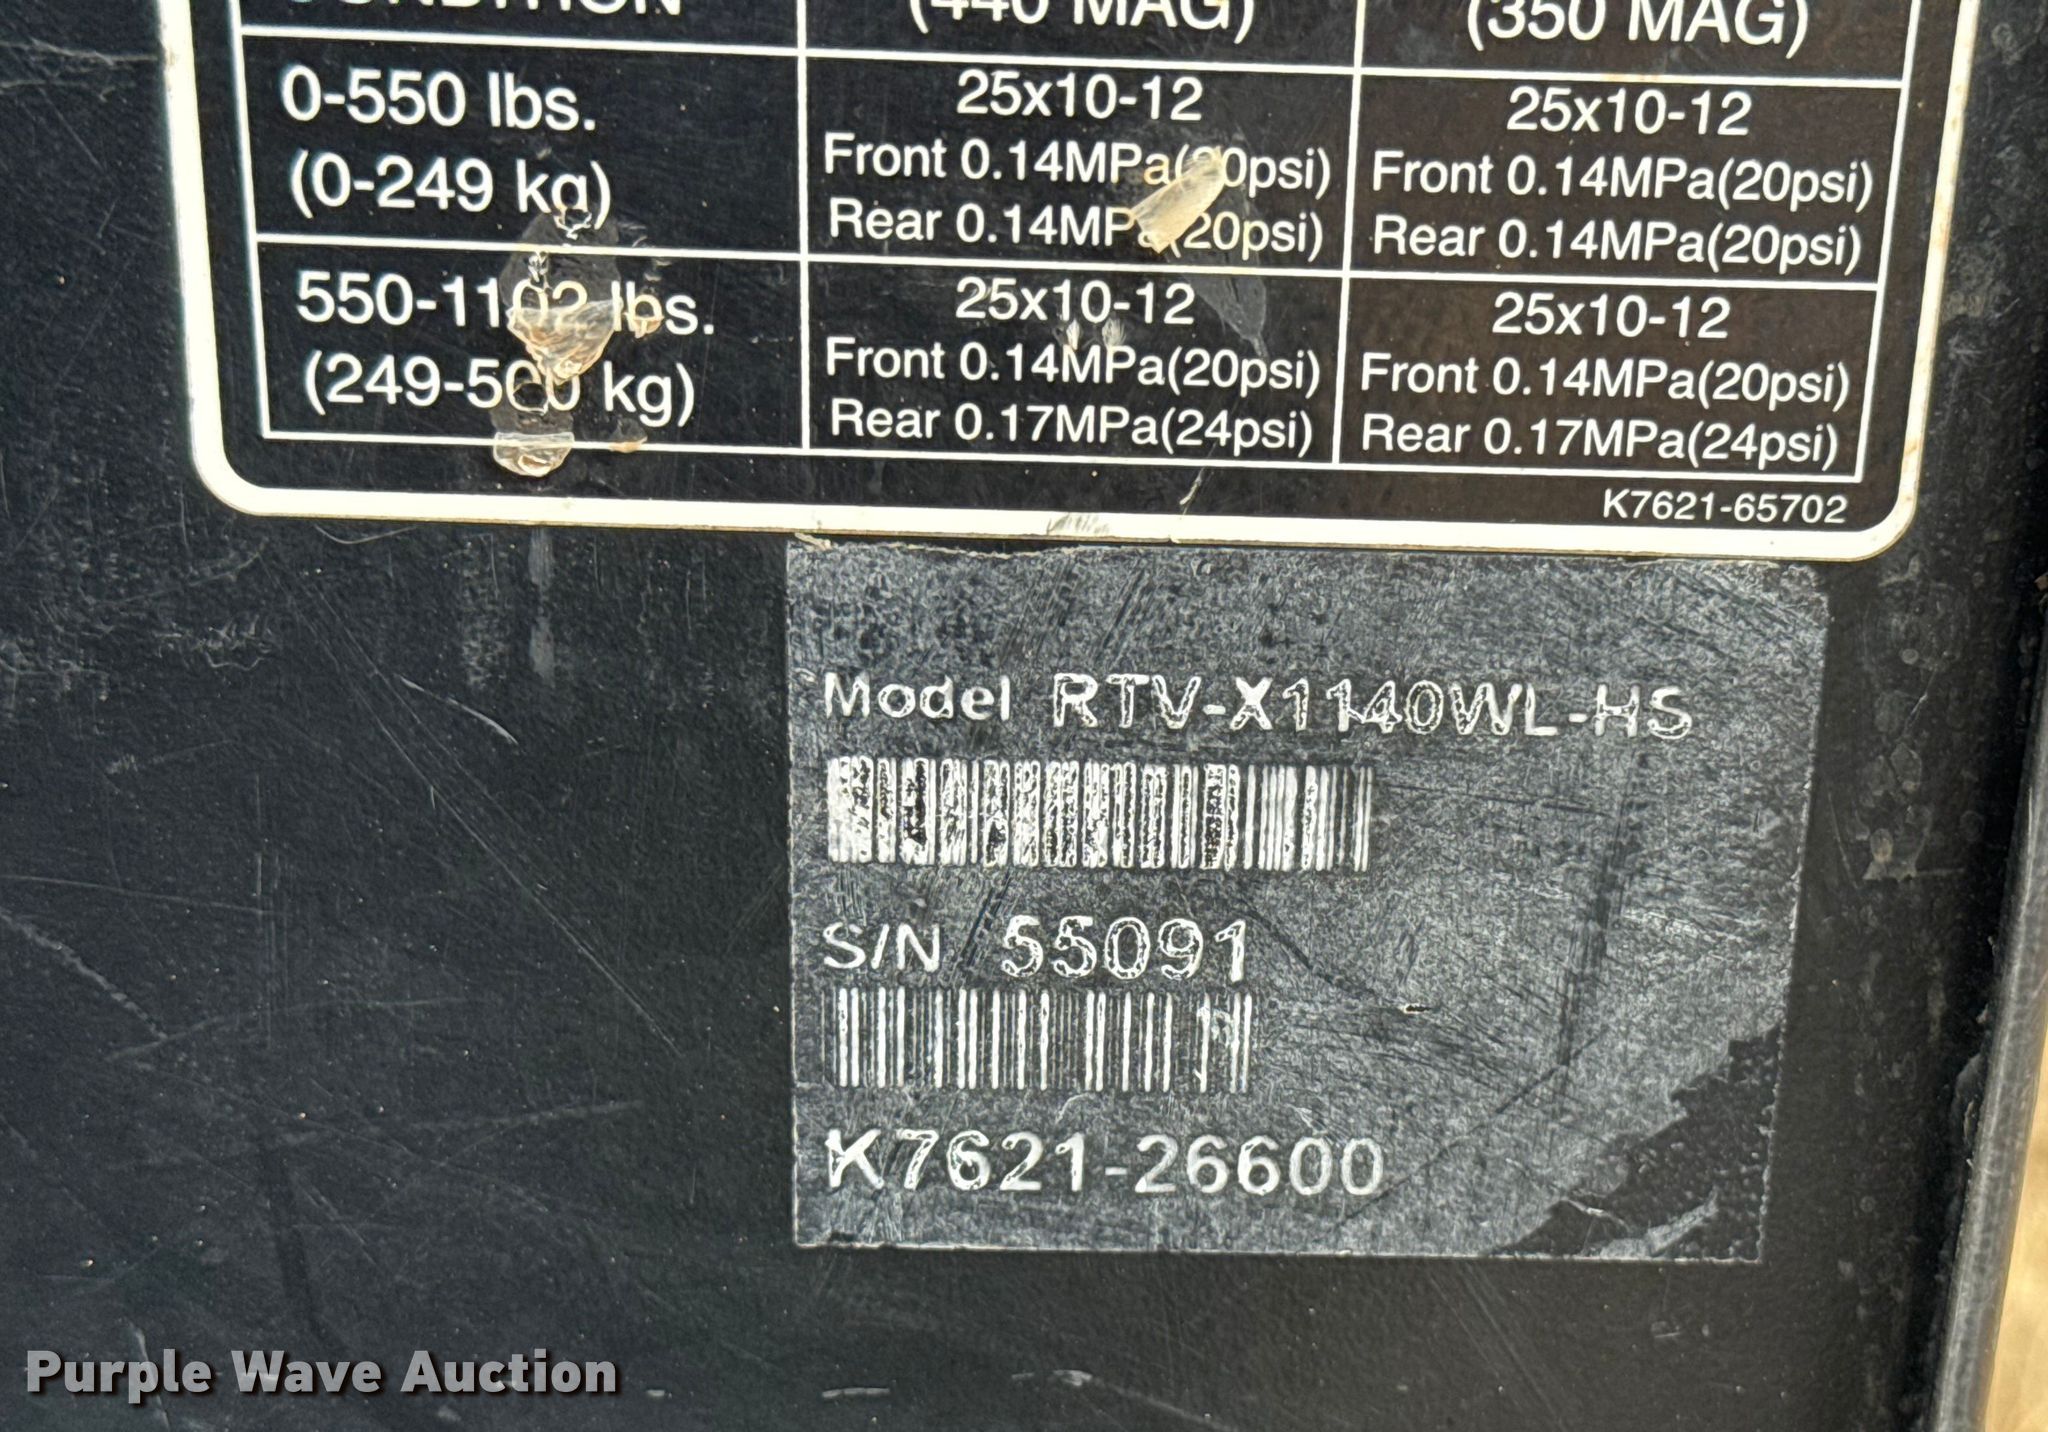 CONDITION (440 MAG) (350 MAG)
0-550 lbs.
(0-249 kg)
25x10-12
Front 0.14MPa(20psi)
Rear 0.14MPa(20psi)
25x10-12
Front 0.14MPa(20psi)
Rear 0.14MPa(20psi)
550-1102 lbs.
(249-500 kg)
25x10-12
Front 0.14MPa(20psi)
Rear 0.17MPa(24psi)
25x10-12
Front 0.14MPa(20psi)
Rear 0.17MPa(24psi)
K7621-65702
Model RTV-X1140WL-HS
S/N 55091
K7621-26600
Purple Wave Auction